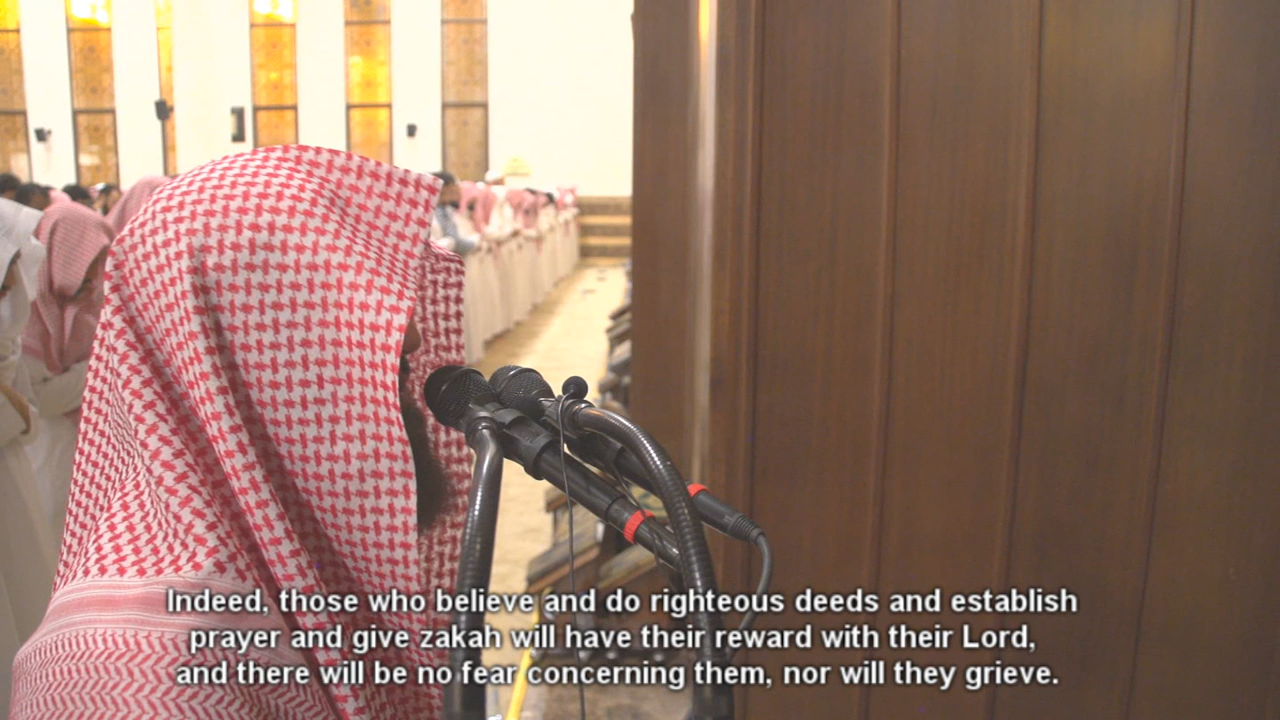 Indeed, those who believe and do righteous deeds and establish
prayer and give zakah will have their reward with their Lord,
and there will be no fear concerning them, nor will they grieve.